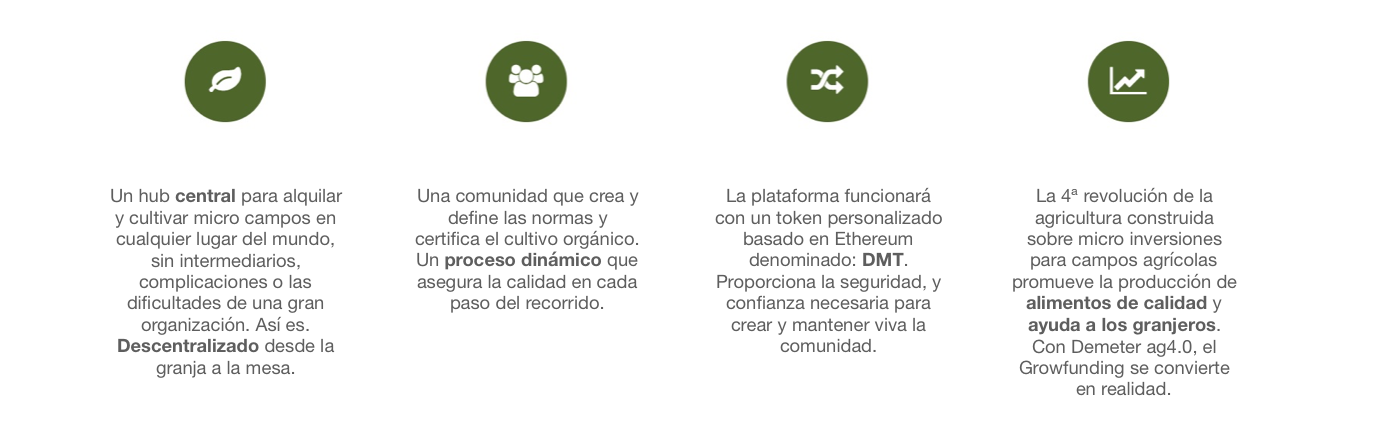 Un hub central para alquilar
y cultivar micro campos en
cualquier lugar del mundo,
sin intermediarios,
complicaciones o las
dificultades de una gran
organización. Así es.
Descentralizado desde la
granja a la mesa.
Una comunidad que crea y
define las normas y
certifica el cultivo orgánico.
Un proceso dinámico que
asegura la calidad en cada
paso del recorrido.
La plataforma funcionará
con un token personalizado
basado en Ethereum
denominado: DMT.
Proporciona la seguridad, y
confianza necesaria para
crear y mantener viva la
comunidad.
La 4ª revolución de la
agricultura construida
sobre micro inversiones
para campos agrícolas
promueve la producción de
alimentos de calidad y
ayuda a los granjeros.
Con Demeter ag4.0, el
Growfunding se convierte
en realidad.